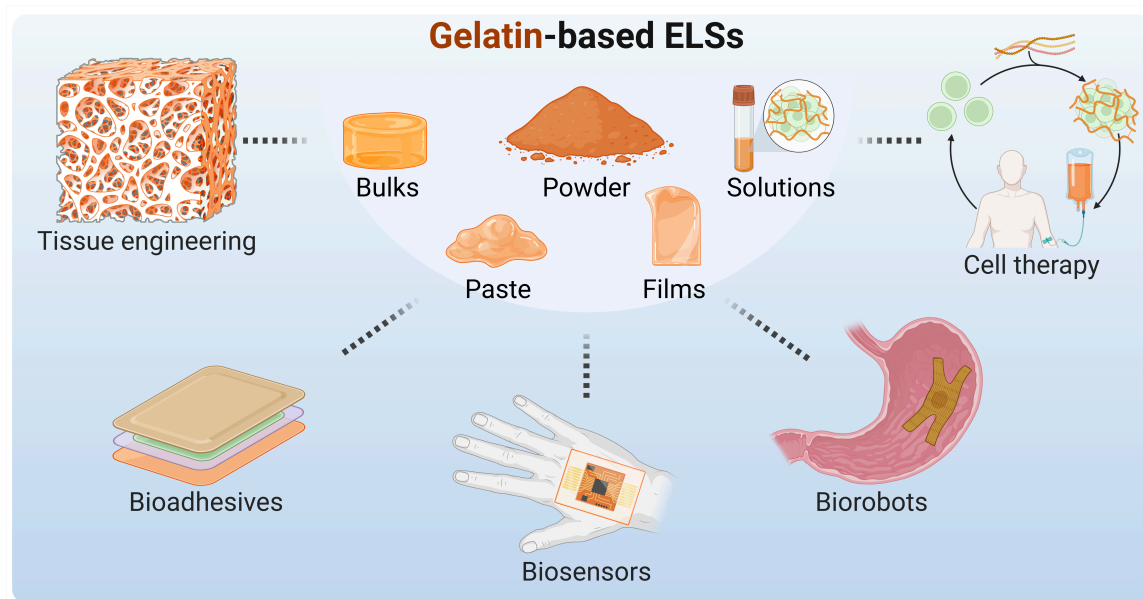 Gelatin-based ELSs
Bulks
Powder
Solutions
Paste
Films
Tissue engineering
Cell therapy
Bioadhesives
Biosensors
Biorobots